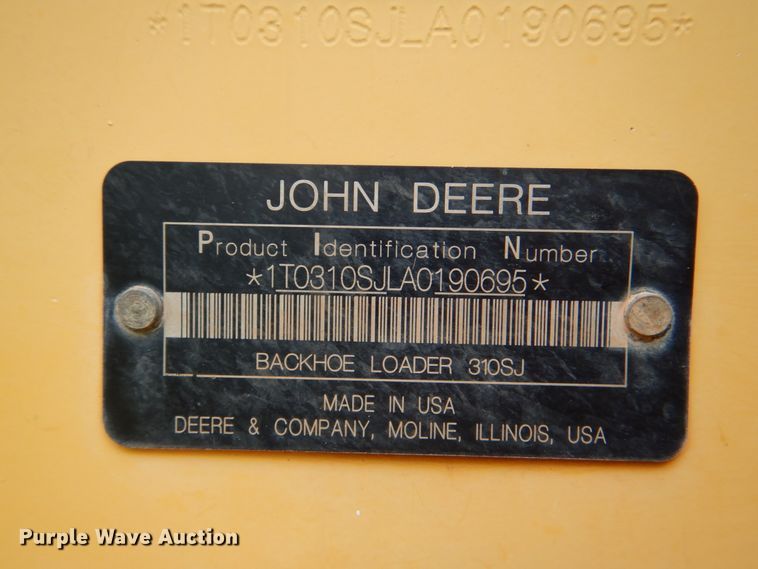 *1T0310SJLA0190695*
JOHN DEERE
Product Identification Number
*1T0310SJLA0190695*
BACKHOE LOADER 310SJ
MADE IN USA
DEERE & COMPANY, MOLINE, ILLINOIS, USA
Purple Wave Auction